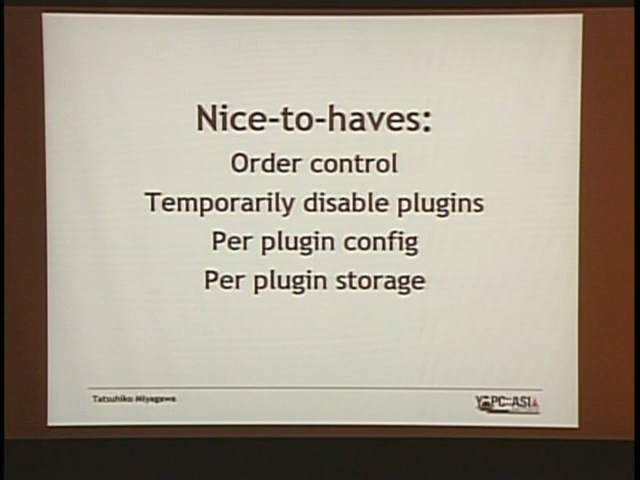 Nice-to-haves:
Order control
Temporarily disable plugins
Per plugin config
Per plugin storage
Tatsuhiko Miyagawa
YAPC::ASIA